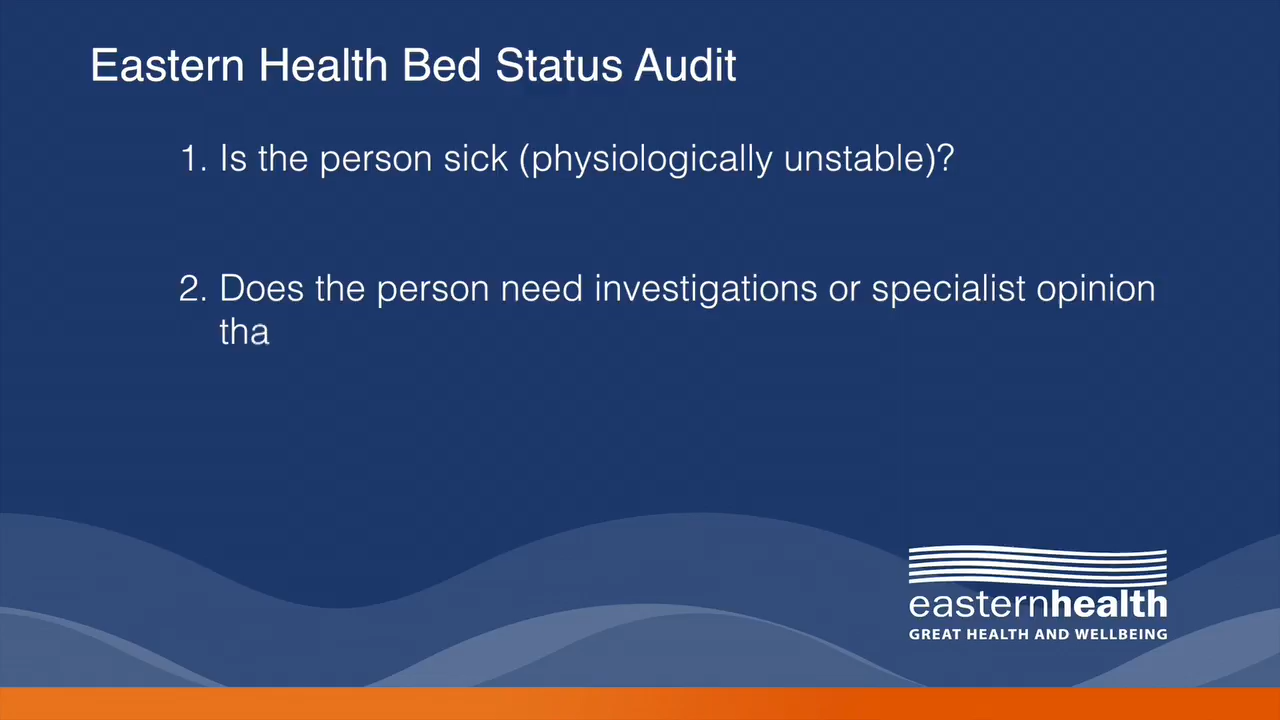 Eastern Health Bed Status Audit
1. Is the person sick (physiologically unstable)?
2. Does the person need investigations or specialist opinion
tha
easternhealth
GREAT HEALTH AND WELLBEING